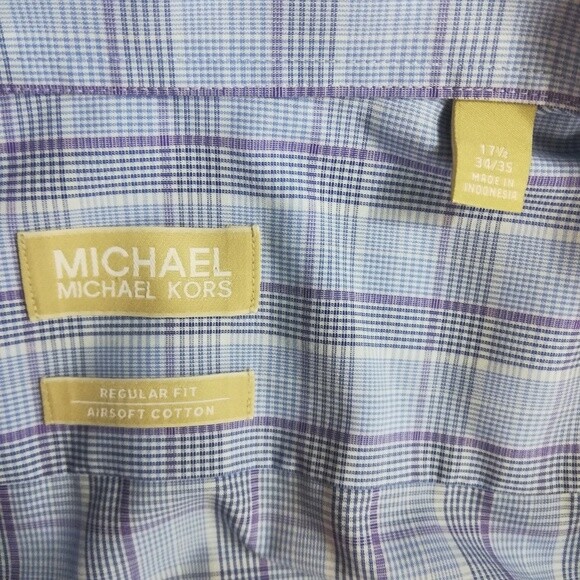 MICHAEL
MICHAEL KORS
REGULAR FIT
AIRSOFT COTTON
17½
34/35
MADE IN
INDONESIA